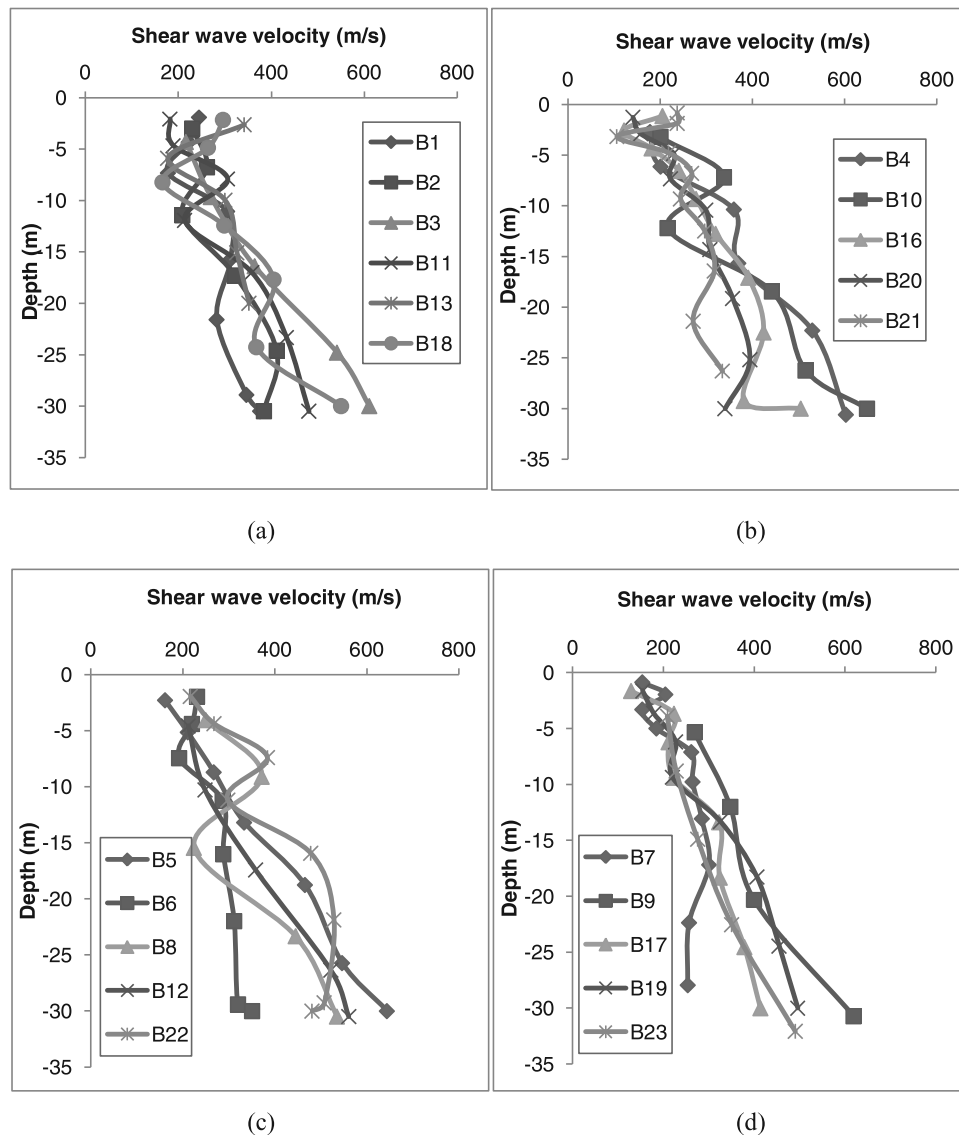 Shear wave velocity (m/s)
0 200 400 600 800
0
-5
-10
-15
-20
-25
-30
-35
Depth (m)
B1
B2
B3
B11
B13
B18
(a)
Shear wave velocity (m/s)
0 200 400 600 800
0
-5
-10
-15
-20
-25
-30
-35
Depth (m)
B4
B10
B16
B20
B21
(b)
Shear wave velocity (m/s)
0 200 400 600 800
0
-5
-10
-15
-20
-25
-30
-35
Depth (m)
B5
B6
B8
B12
B22
(c)
Shear wave velocity (m/s)
0 200 400 600 800
0
-5
-10
-15
-20
-25
-30
-35
Depth (m)
B7
B9
B17
B19
B23
(d)